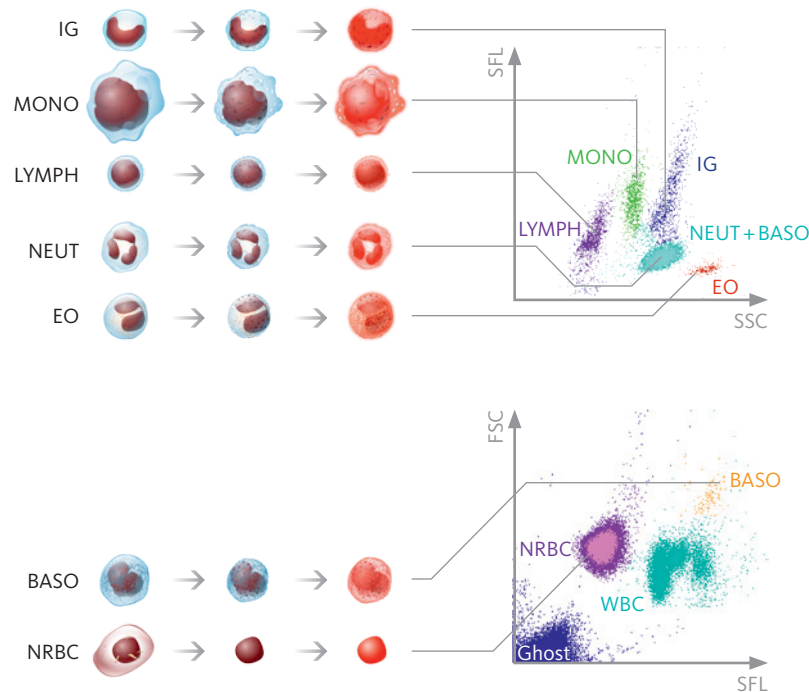 IG
MONO
LYMPH
NEUT
EO
SFL
MONO
IG
LYMPH
NEUT + BASO
EO
SSC
BASO
NRBC
FSC
BASO
NRBC
WBC
Ghost
SFL